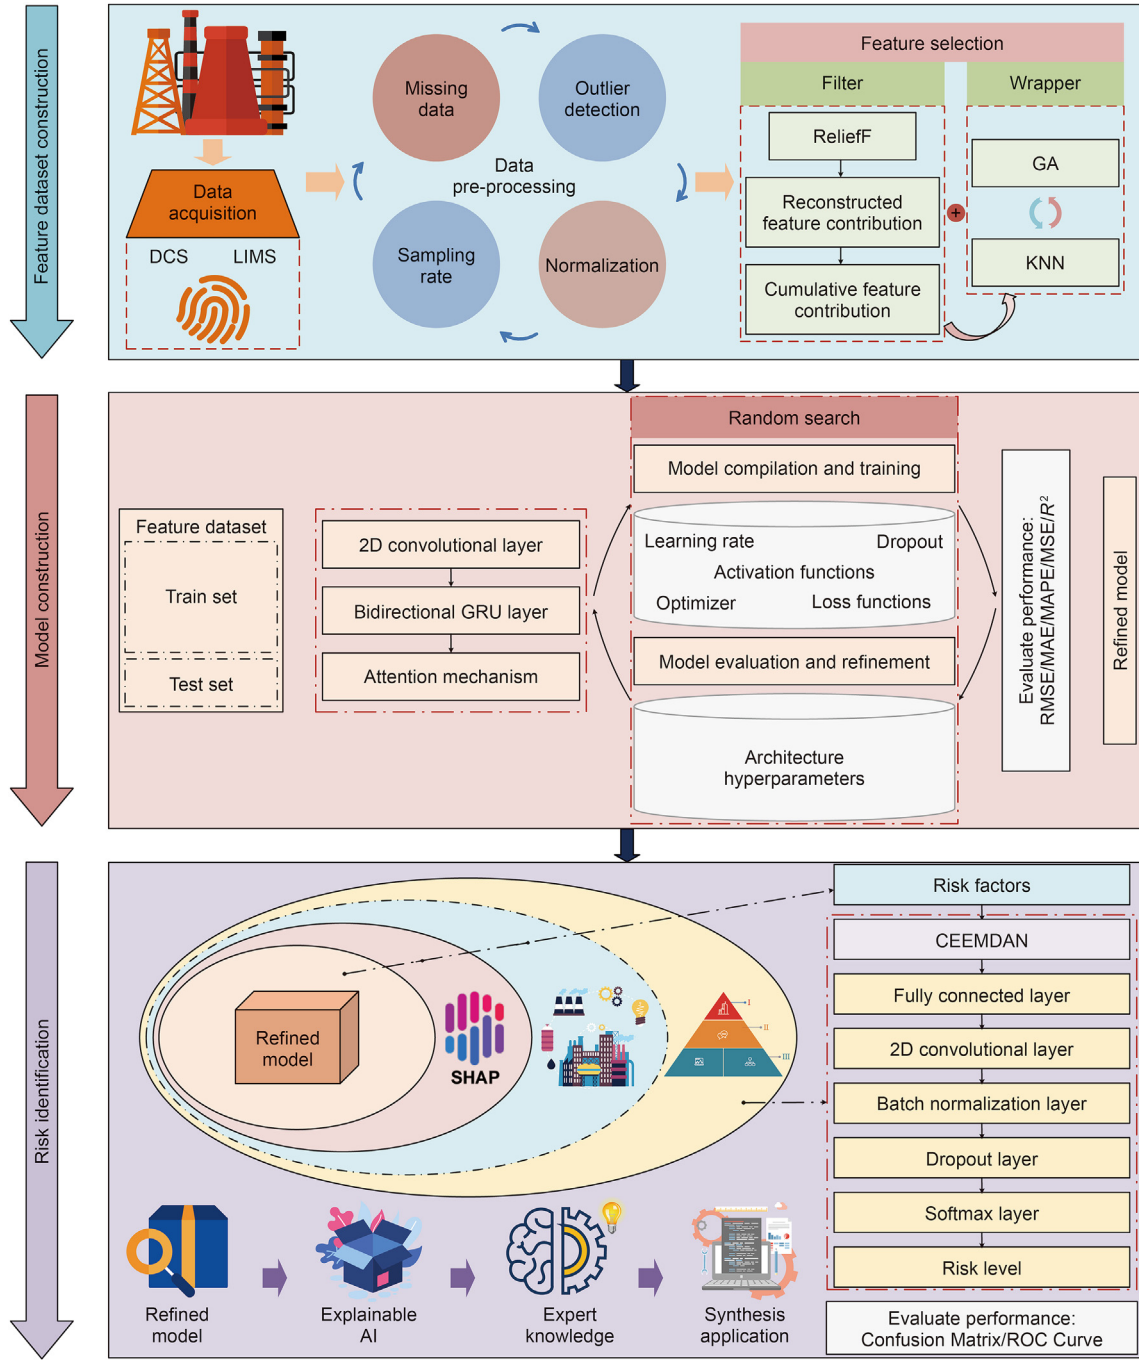 Feature dataset construction
Data
acquisition
DCS LIMS
Missing
data
Outlier
detection
Data
pre-processing
Sampling
rate
Normalization
Feature selection
Filter
Wrapper
ReliefF
Reconstructed
feature contribution
Cumulative feature
contribution
+
GA
KNN
Model construction
Feature dataset
Train set
Test set
2D convolutional layer
Bidirectional GRU layer
Attention mechanism
Random search
Model compilation and training
Learning rate Dropout
Activation functions
Optimizer Loss functions
Model evaluation and refinement
Architecture
hyperparameters
Evaluate performance:
RMSE/MAE/MAPE/MSE/R²
Refined model
Risk identification
Refined
model
SHAP
I
II
III
Risk factors
CEEMDAN
Fully connected layer
2D convolutional layer
Batch normalization layer
Dropout layer
Softmax layer
Risk level
Evaluate performance:
Confusion Matrix/ROC Curve
Refined
model
Explainable
AI
Expert
knowledge
Synthesis
application